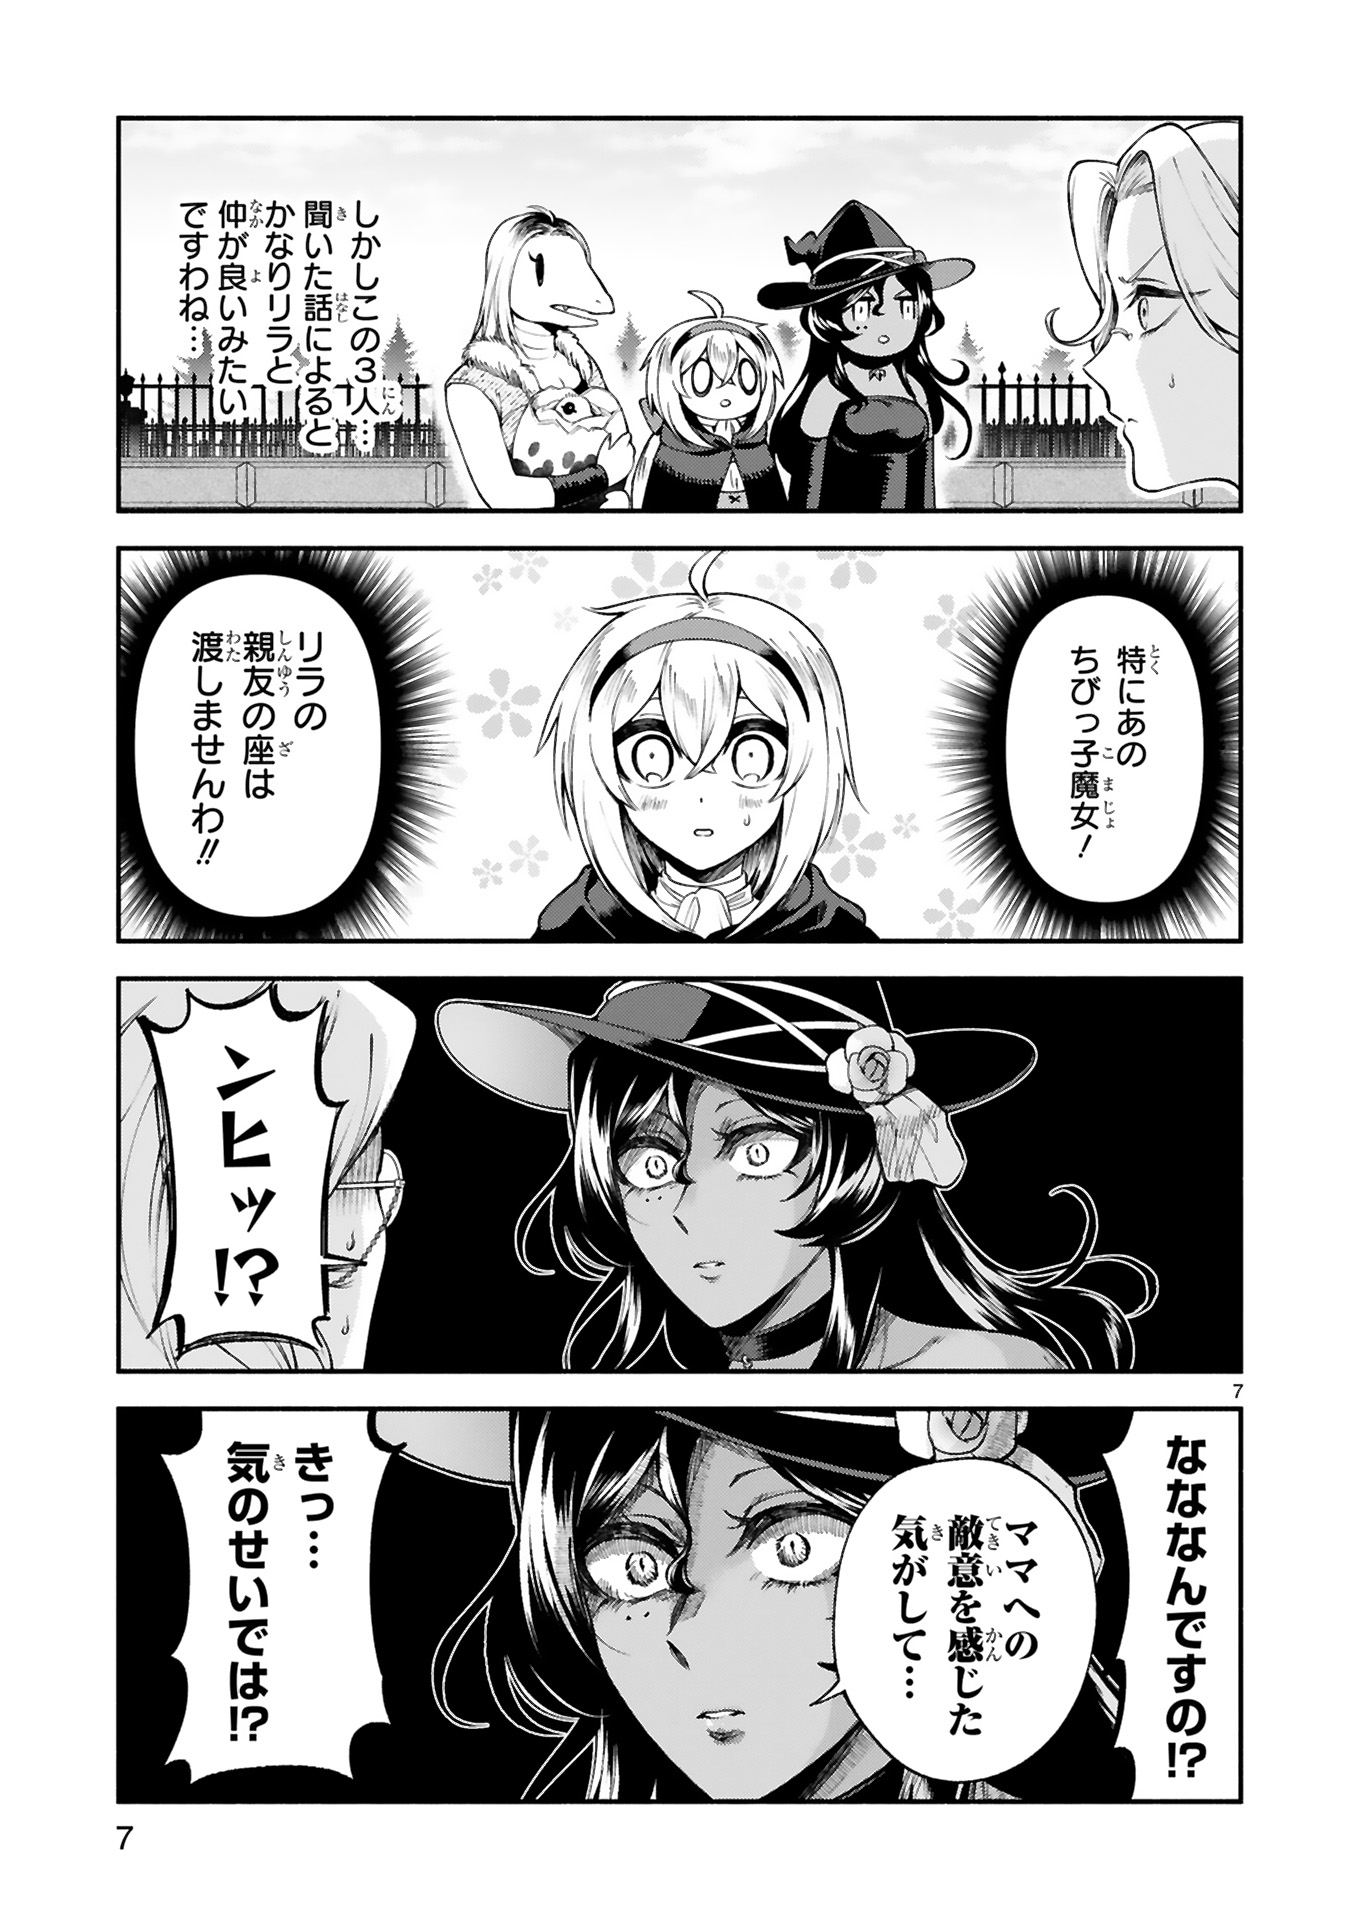 しかしこの3人…
聞いた話によると
かなりリラと
仲が良いみたい
ですわね…
特にあの
ちびっ子魔女!
リラの
親友の座は
渡しませんわ!!
ンヒッ!?
7
ななななんですの!?
ママへの
敵意を感じた
気がして…
きっ…
気のせいでは!?
7